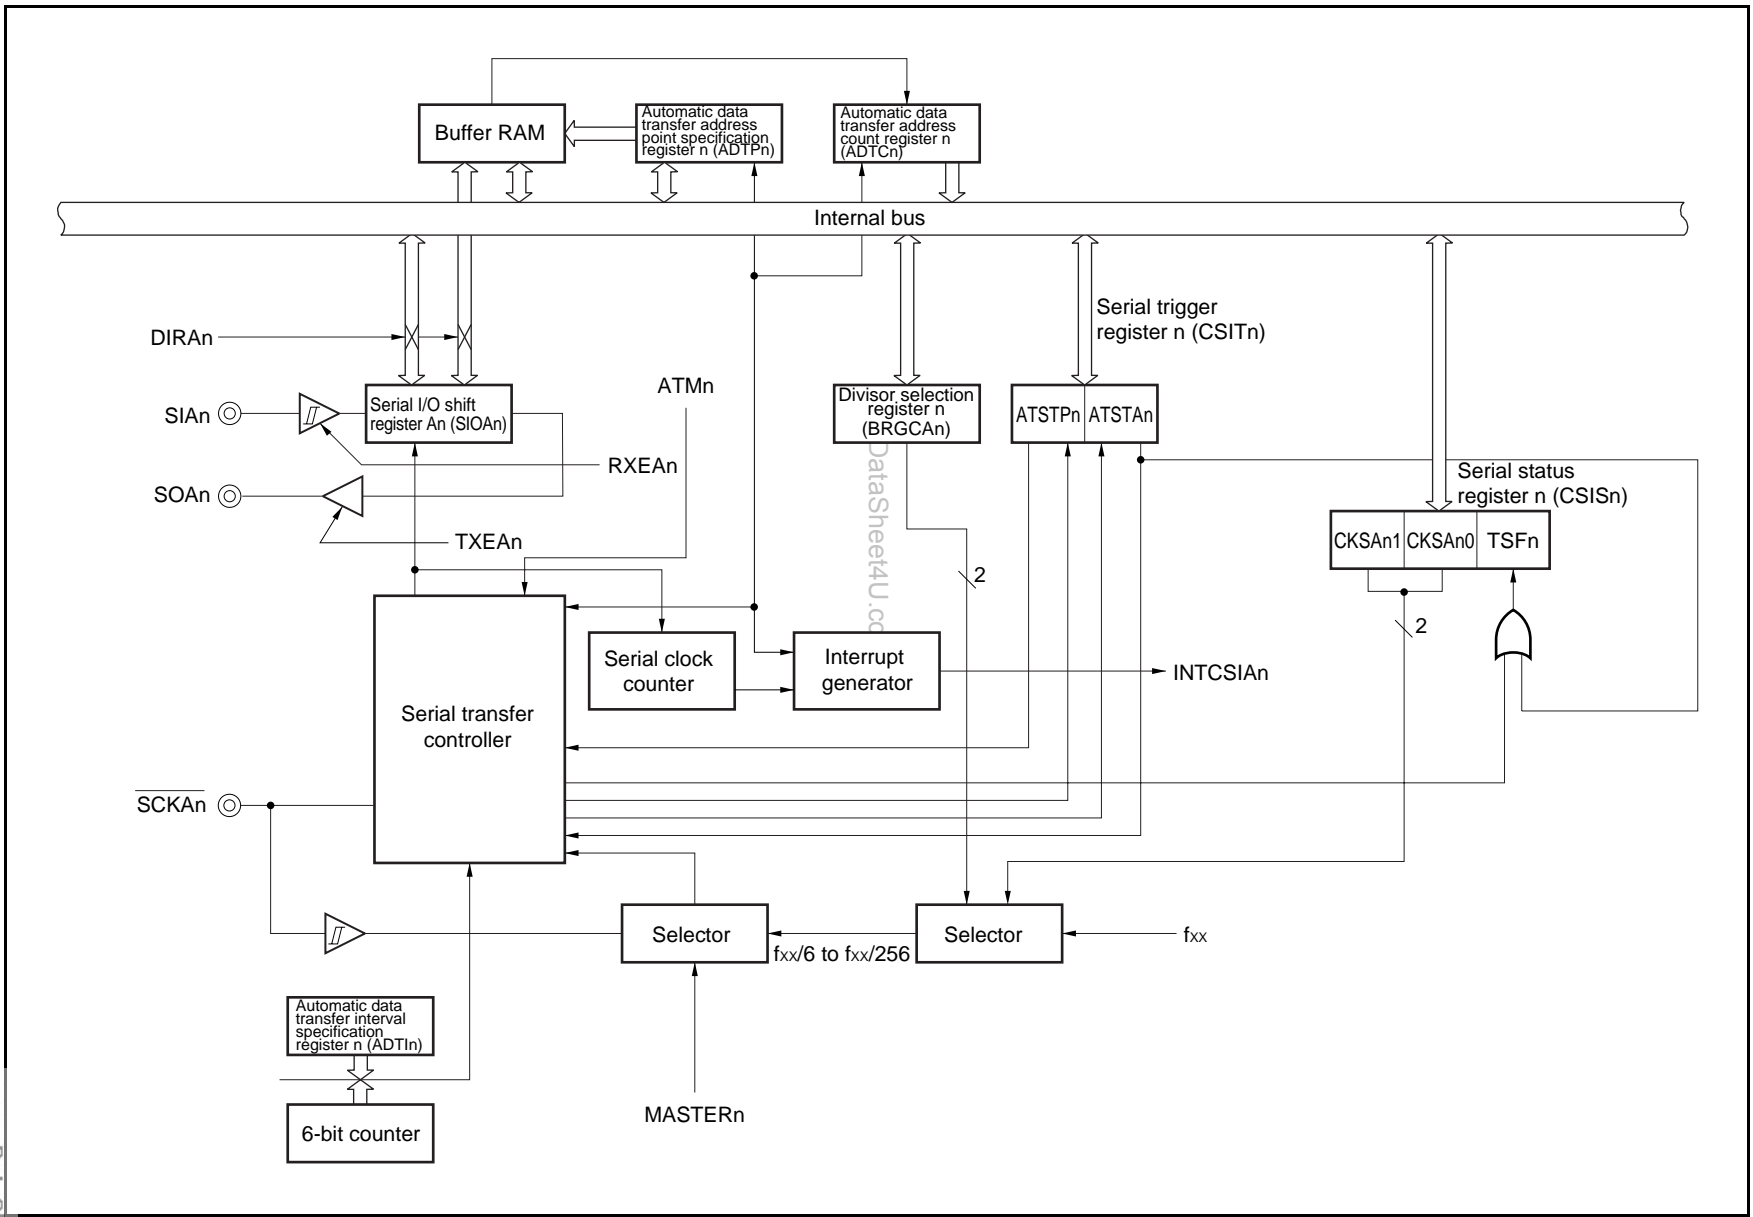 Buffer RAM
Automatic data
transfer address
point specification
register n (ADTPn)
Automatic data
transfer address
count register n
(ADTCn)
Internal bus
DIRAn
Serial trigger
register n (CSITn)
ATMn
SIAn
Serial I/O shift
register An (SIOAn)
Divisor selection
register n
(BRGCAn)
ATSTPn
ATSTAn
RXEAn
SOAn
TXEAn
Serial status
register n (CSISn)
CKSAn1
CKSAn0
TSFn
DataSheet4U.co
2
2
Serial clock
counter
Interrupt
generator
INTCSIAn
Serial transfer
controller
SCKAn
Selector
fxx/6 to fxx/256
Selector
fxx
Automatic data
transfer interval
specification
register n (ADTIn)
6-bit counter
MASTERn